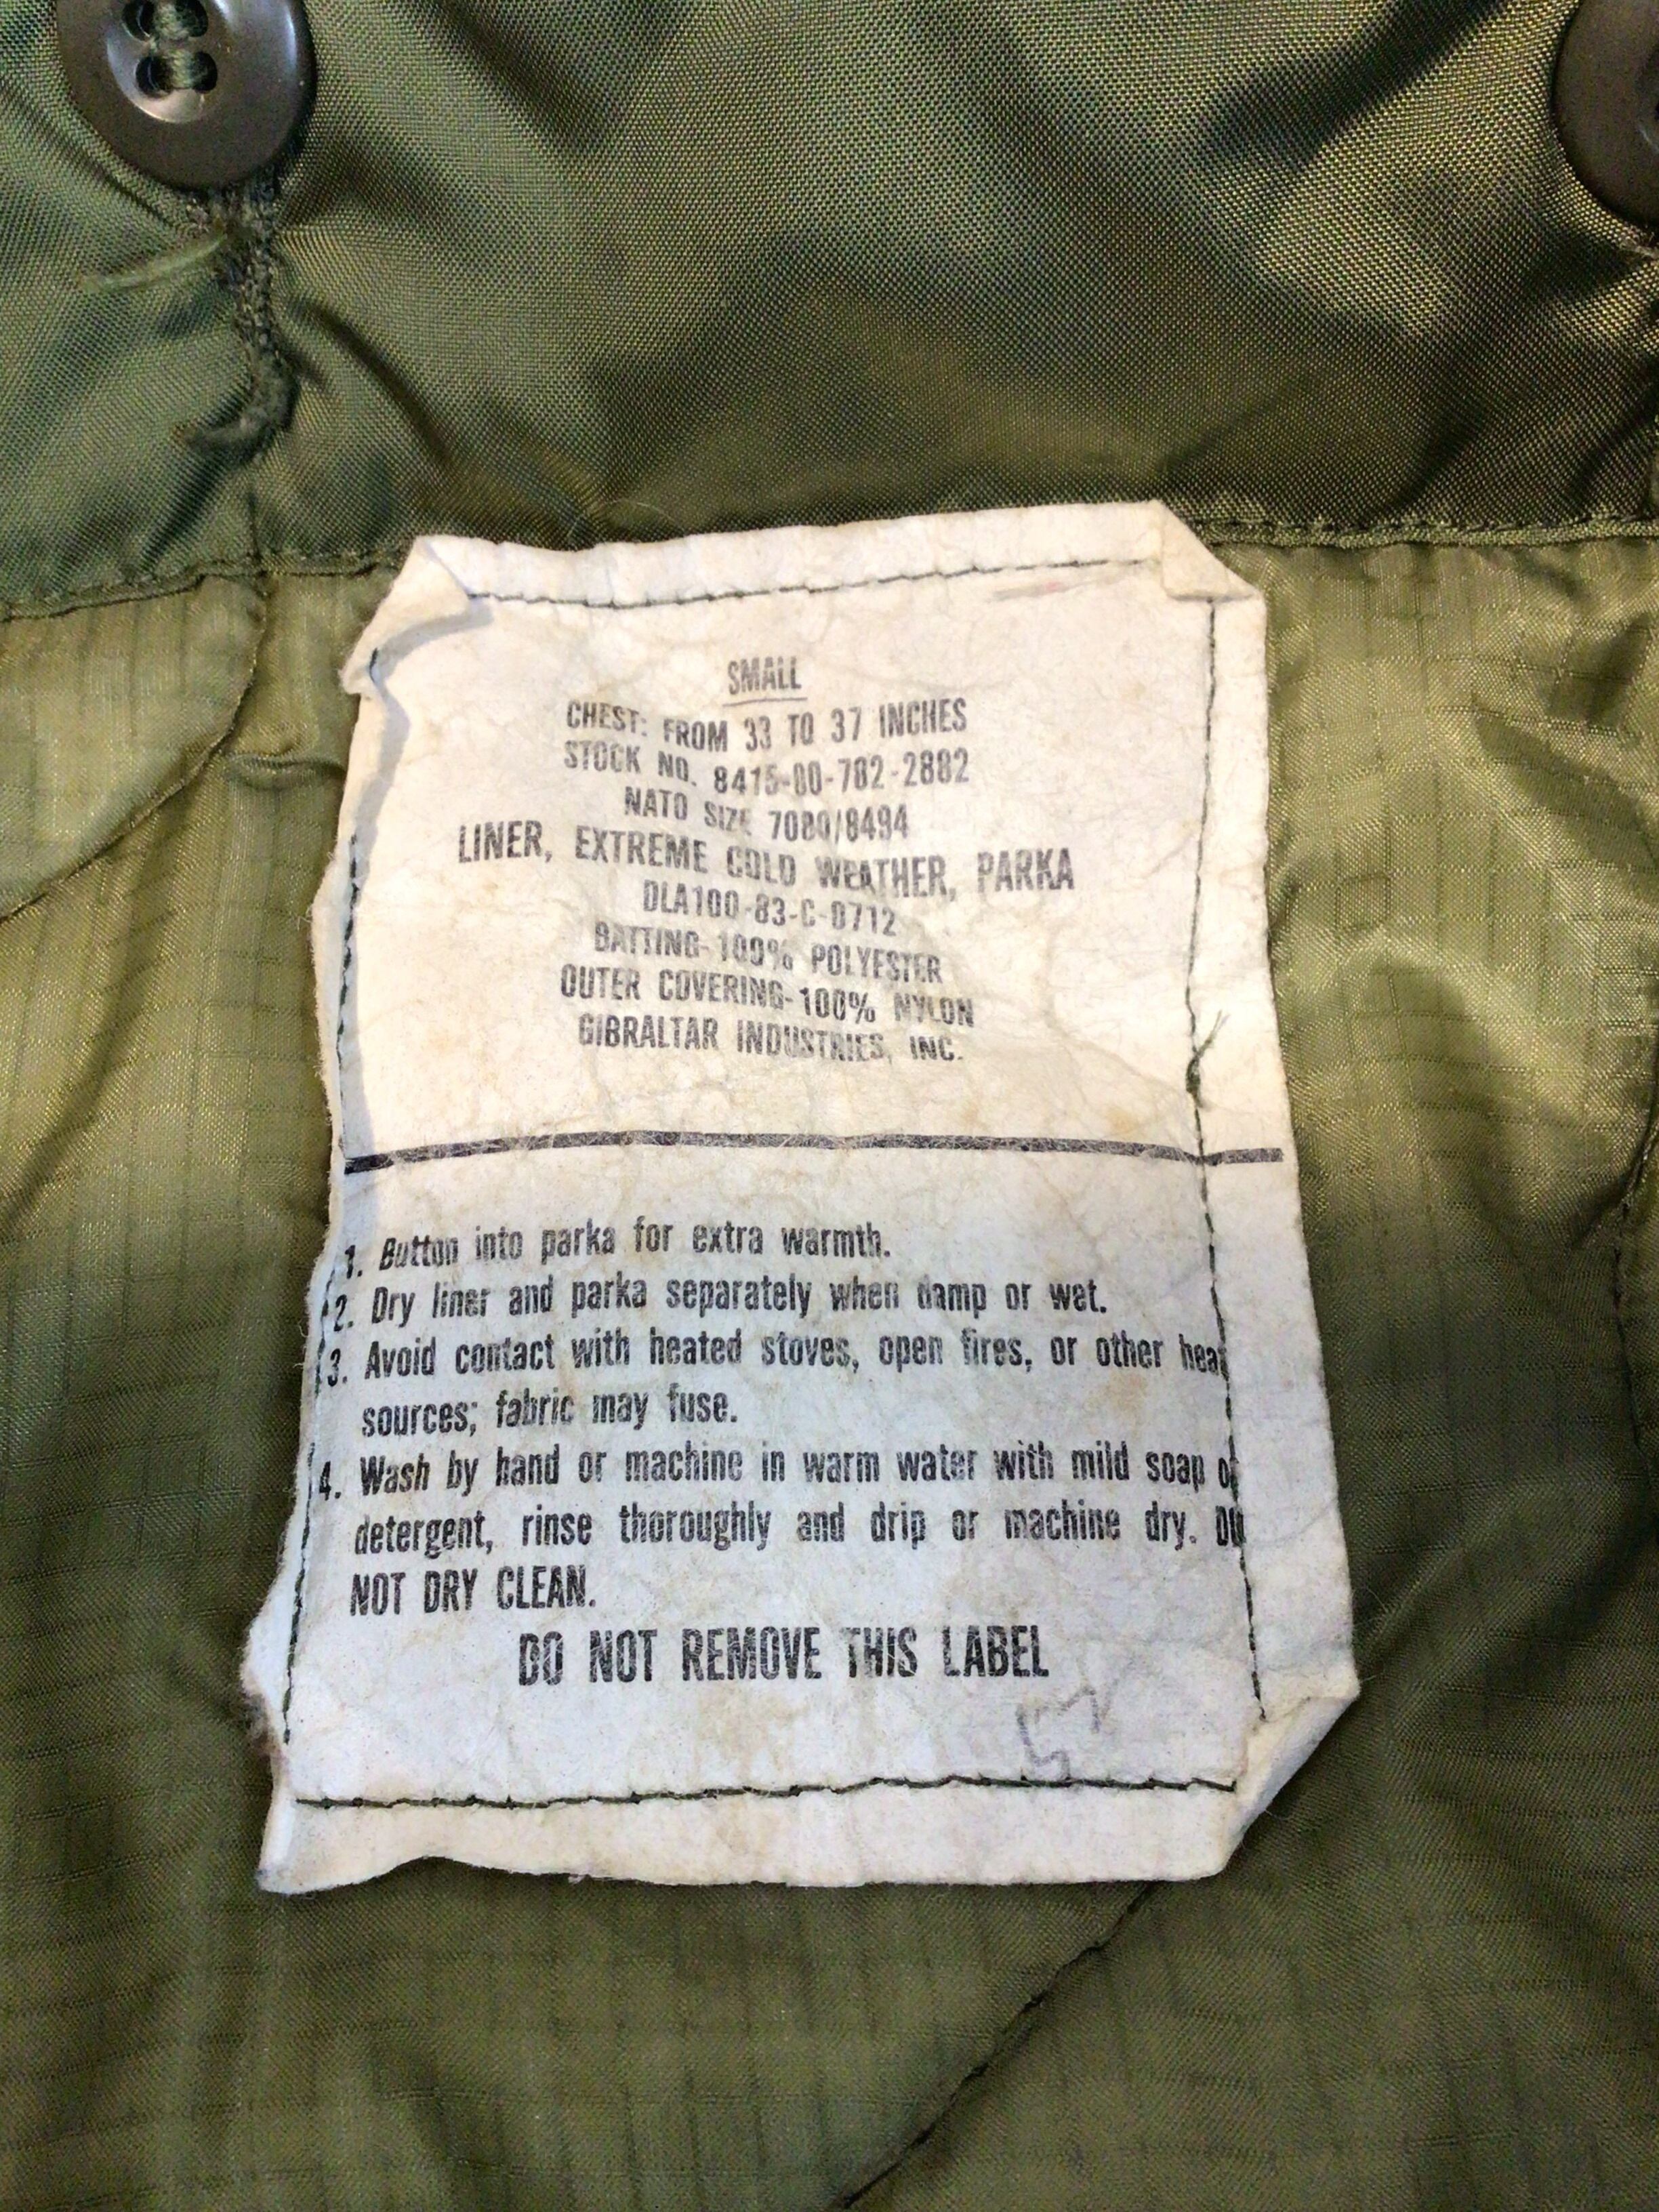 SMALL
CHEST: FROM 33 TO 37 INCHES
STOCK NO. 8415-00-782-2882
NATO SIZE 7080/8494
LINER, EXTREME COLD WEATHER, PARKA
DLA100-83-C-0712
BATTING-100% POLYESTER
OUTER COVERING-100% NYLON
GIBRALTAR INDUSTRIES, INC.
1. Button into parka for extra warmth.
2. Dry liner and parka separately when damp or wet.
3. Avoid contact with heated stoves, open fires, or other heat
sources; fabric may fuse.
4. Wash by hand or machine in warm water with mild soap or
detergent, rinse thoroughly and drip or machine dry. DO
NOT DRY CLEAN.
DO NOT REMOVE THIS LABEL